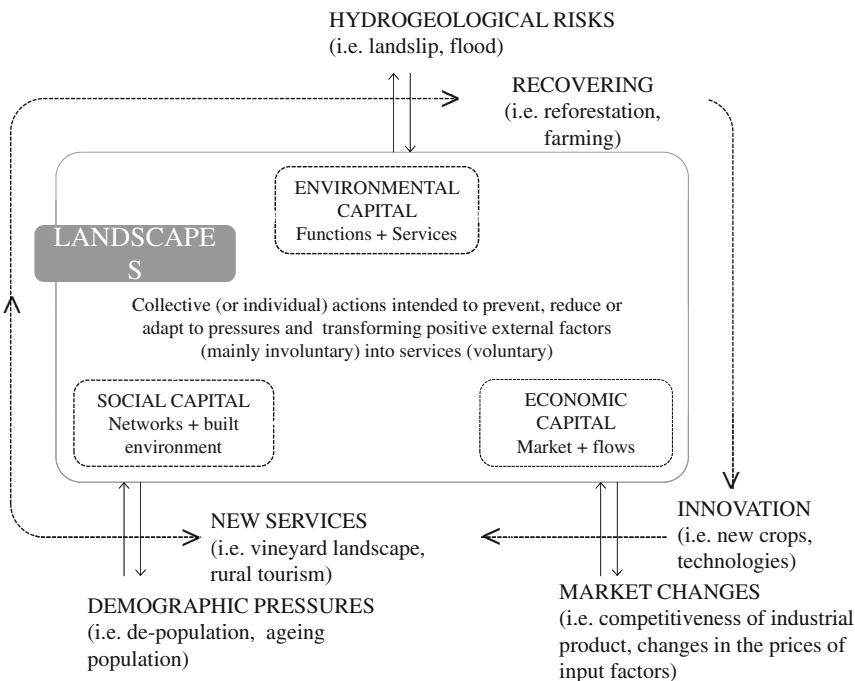 HYDROGEOLOGICAL RISKS
(i.e. landslip, flood)
RECOVERING
(i.e. reforestation,
farming)
ENVIRONMENTAL
CAPITAL
Functions + Services
LANDSCAPE
S
Collective (or individual) actions intended to prevent, reduce or
adapt to pressures and transforming positive external factors
(mainly involuntary) into services (voluntary)
SOCIAL CAPITAL
Networks + built
environment
ECONOMIC
CAPITAL
Market + flows
NEW SERVICES
(i.e. vineyard landscape,
rural tourism)
INNOVATION
(i.e. new crops,
technologies)
DEMOGRAPHIC PRESSURES
(i.e. de-population, ageing
population)
MARKET CHANGES
(i.e. competitiveness of industrial
product, changes in the prices of
input factors)